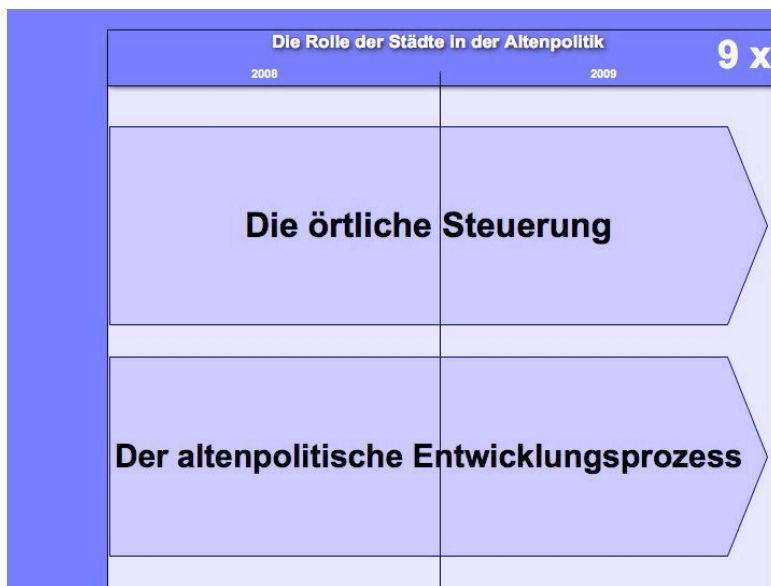 Die Rolle der Städte in der Altenpolitik
9 x
2008
2009
Die örtliche Steuerung
Der altenpolitische Entwicklungsprozess